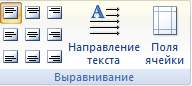 Направление
текста
Поля
ячейки
Выравнивание